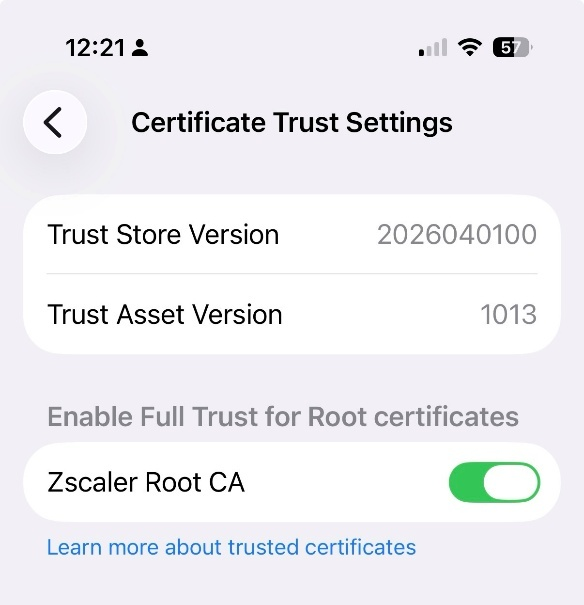 12:21
57
Certificate Trust Settings
Trust Store Version 2026040100
Trust Asset Version 1013
Enable Full Trust for Root certificates
Zscaler Root CA
Learn more about trusted certificates